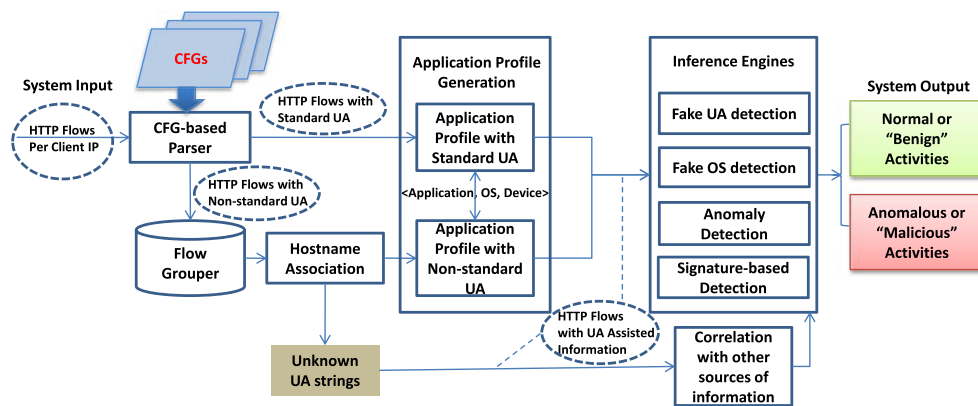 CFGs
System Input
HTTP Flows
Per Client IP
CFG-based
Parser
HTTP Flows with
Standard UA
HTTP Flows with
Non-standard UA
Flow
Grouper
Hostname
Association
Unknown
UA strings
Application Profile
Generation
Application
Profile with
Standard UA
<Application, OS, Device>
Application
Profile with
Non-standard
UA
HTTP Flows
with UA Assisted
Information
Inference Engines
Fake UA detection
Fake OS detection
Anomaly
Detection
Signature-based
Detection
Correlation
with other
sources of
information
System Output
Normal or
“Benign”
Activities
Anomalous or
“Malicious”
Activities